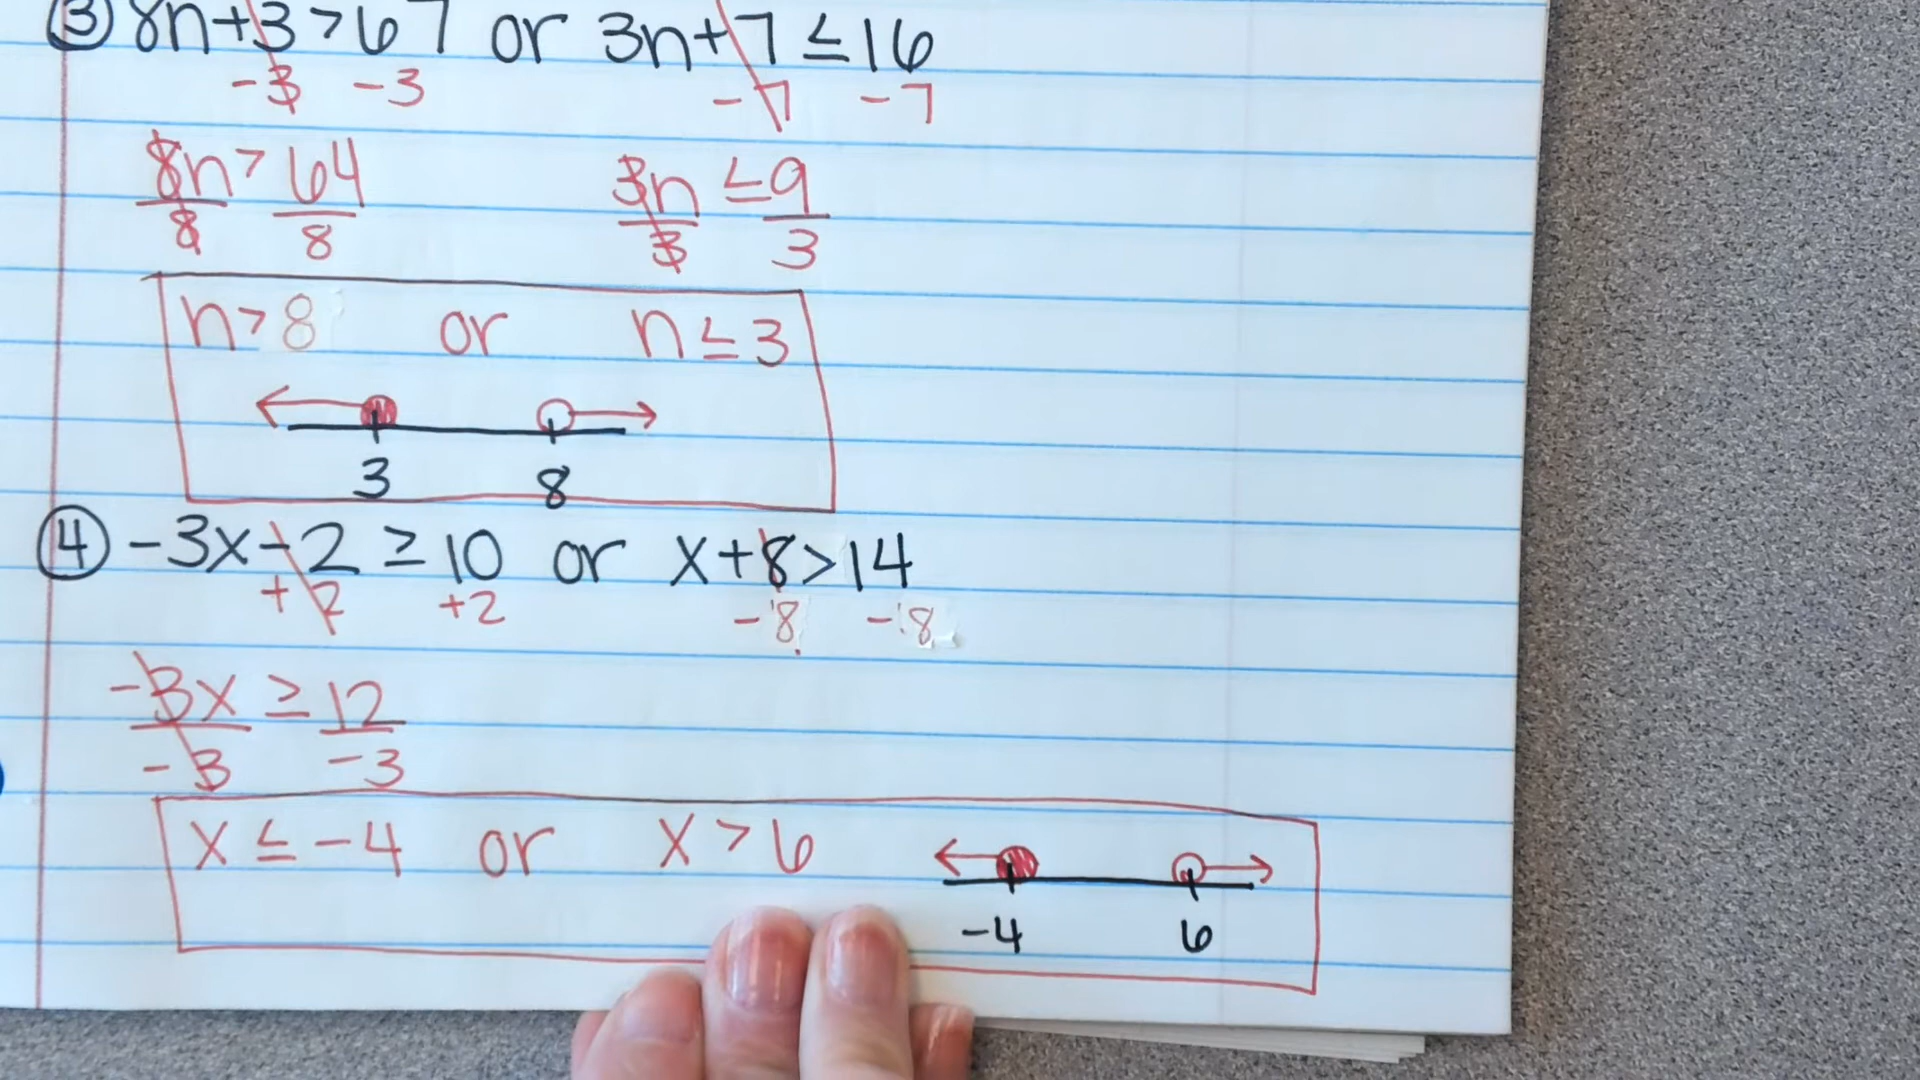 ③ 8n+3>67 or 3n+7≤16
-3 -3 -7 -7
8n>64 3n≤9
8 8 3 3
n>8 or n≤3
3 8
④ -3x-2≥10 or x+8>14
+2 +2 -8 -8
-3x≥12
-3 -3
x≤-4 or x>6
-4 6